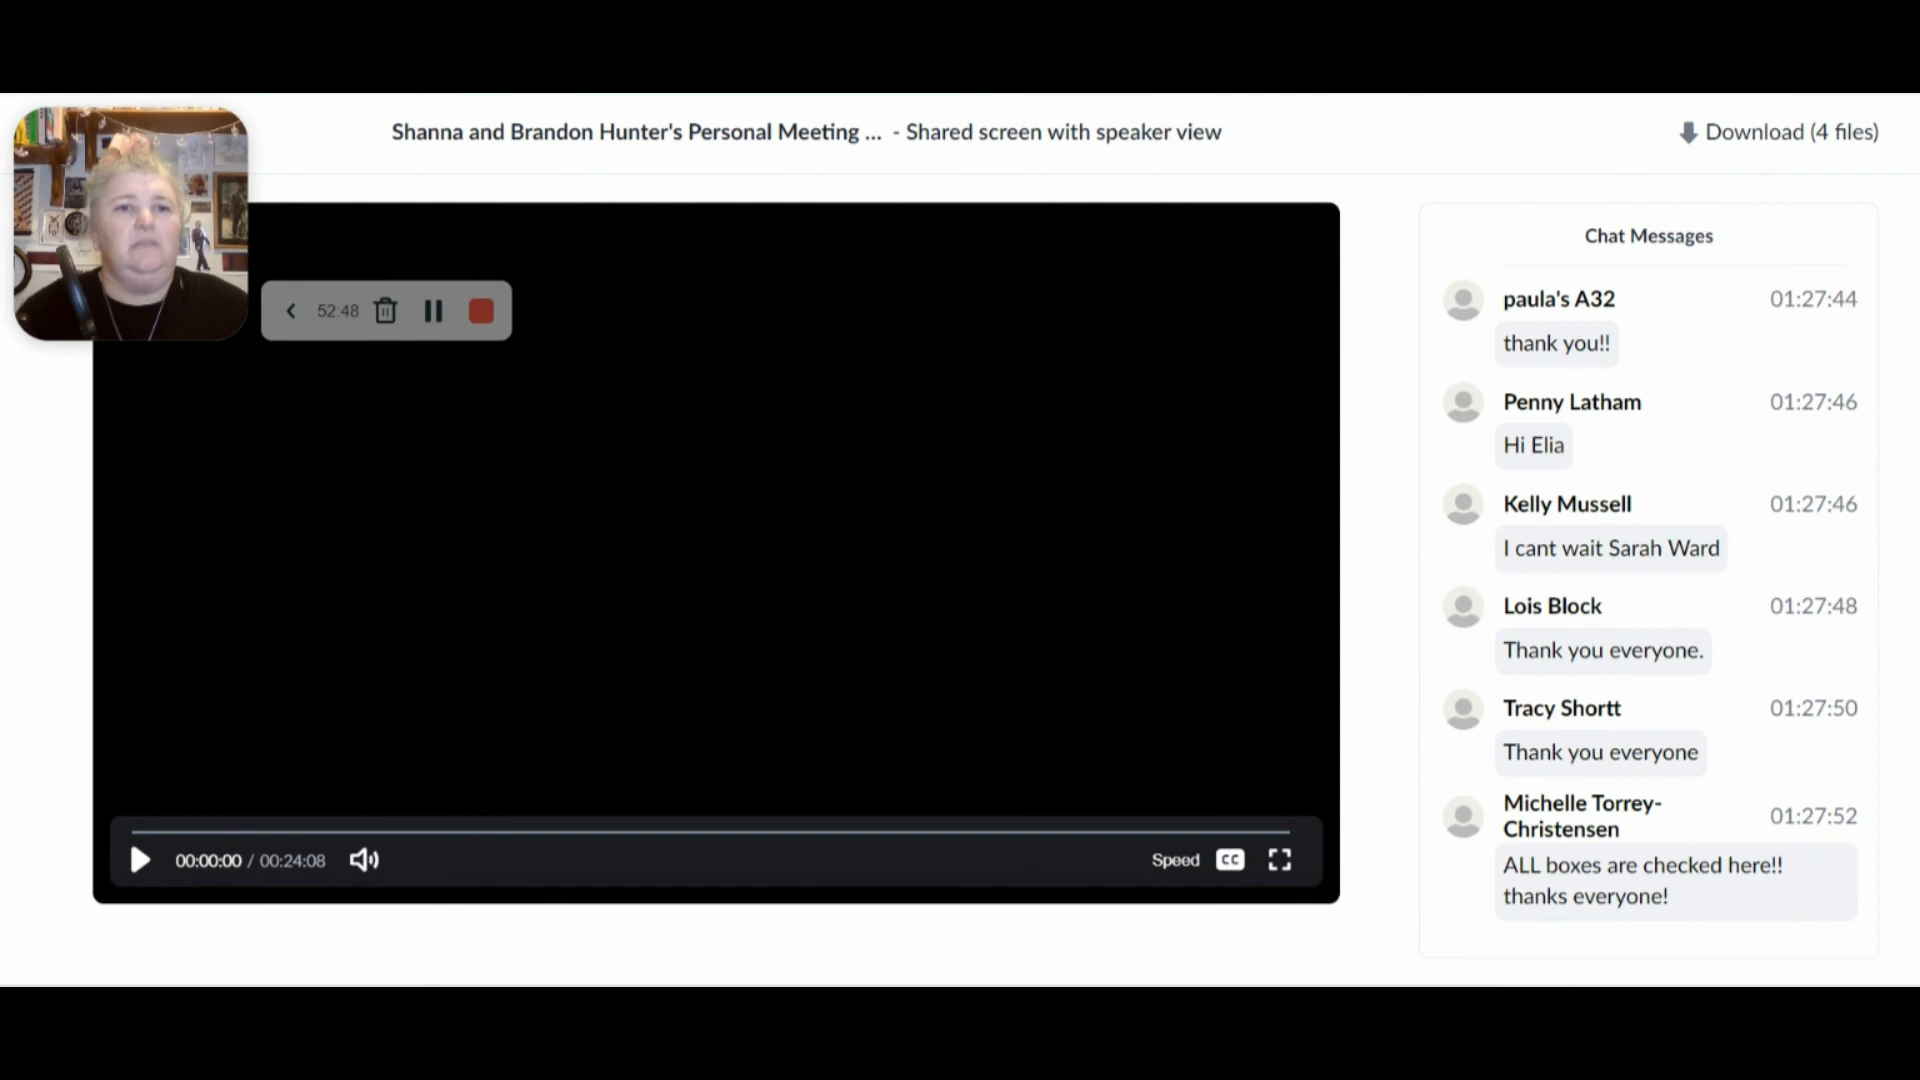 Shanna and Brandon Hunter's Personal Meeting ... - Shared screen with speaker view
Download (4 files)
52:48
00:00:00 / 00:24:08
Speed
CC
Chat Messages
paula's A32 01:27:44
thank you!!
Penny Latham 01:27:46
Hi Elia
Kelly Mussell 01:27:46
I cant wait Sarah Ward
Lois Block 01:27:48
Thank you everyone.
Tracy Shortt 01:27:50
Thank you everyone
Michelle Torrey-
Christensen 01:27:52
ALL boxes are checked here!!
thanks everyone!